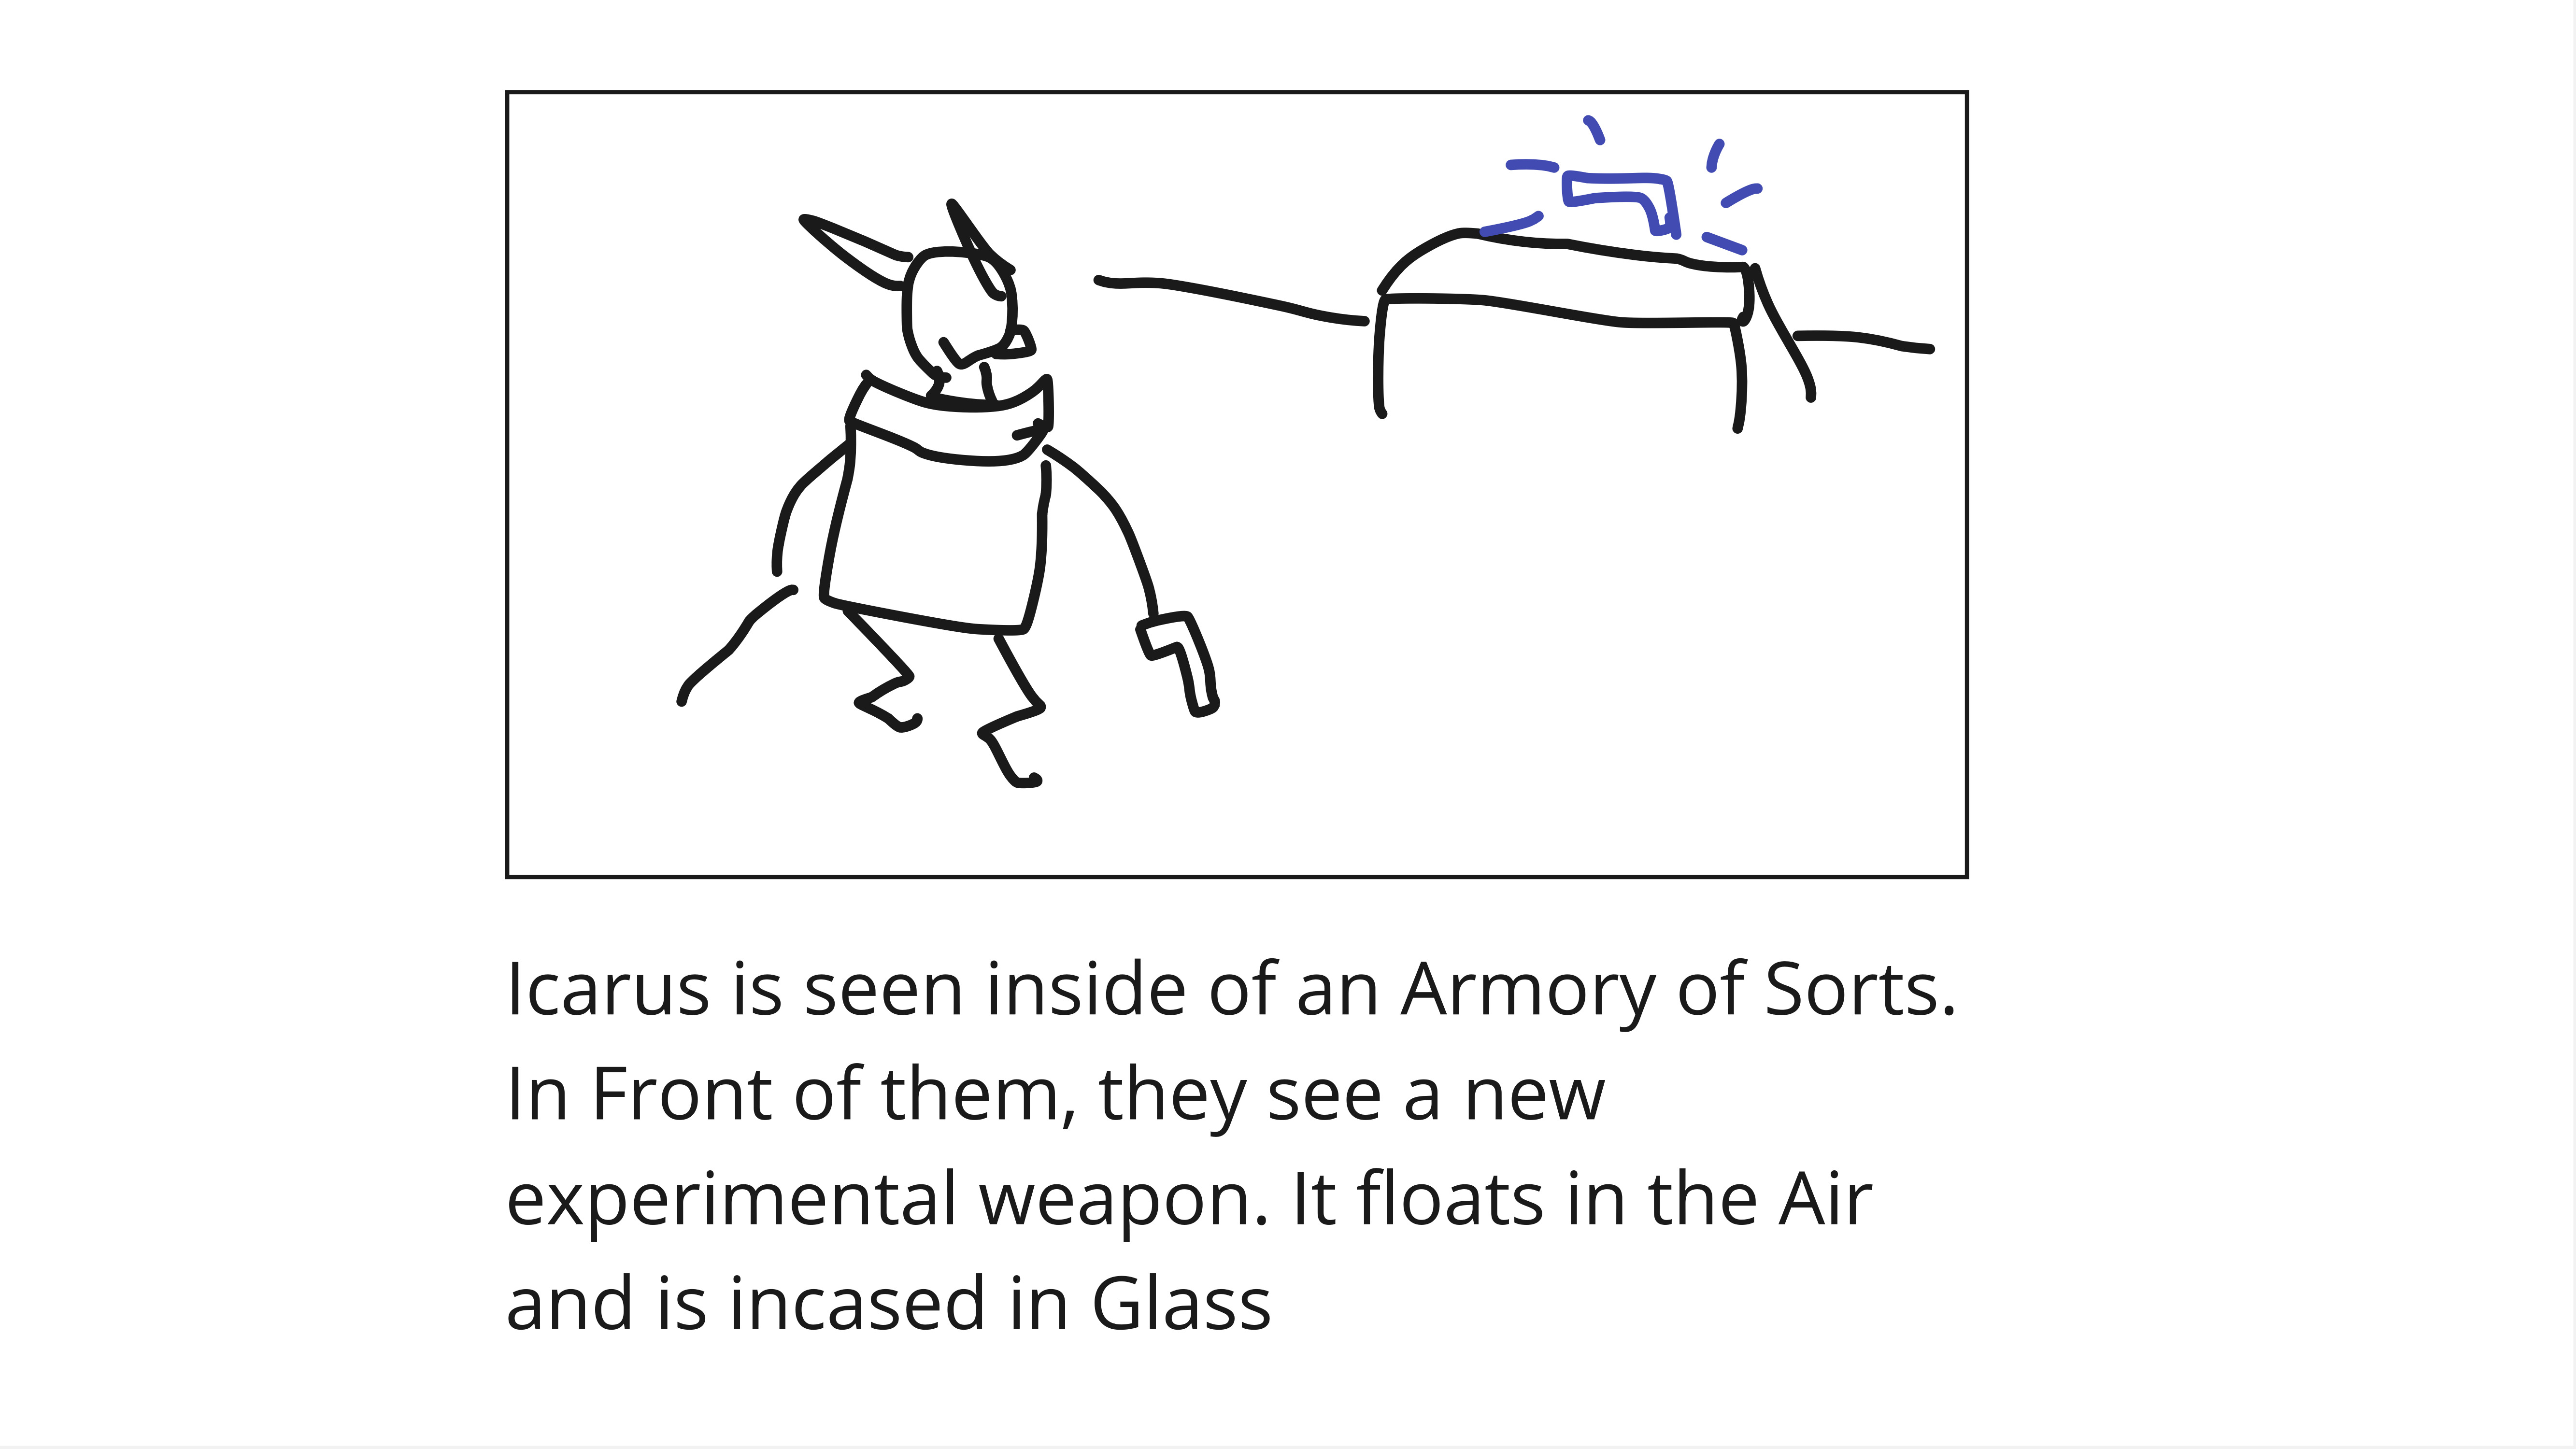 Icarus is seen inside of an Armory of Sorts.
In Front of them, they see a new
experimental weapon. It floats in the Air
and is incased in Glass